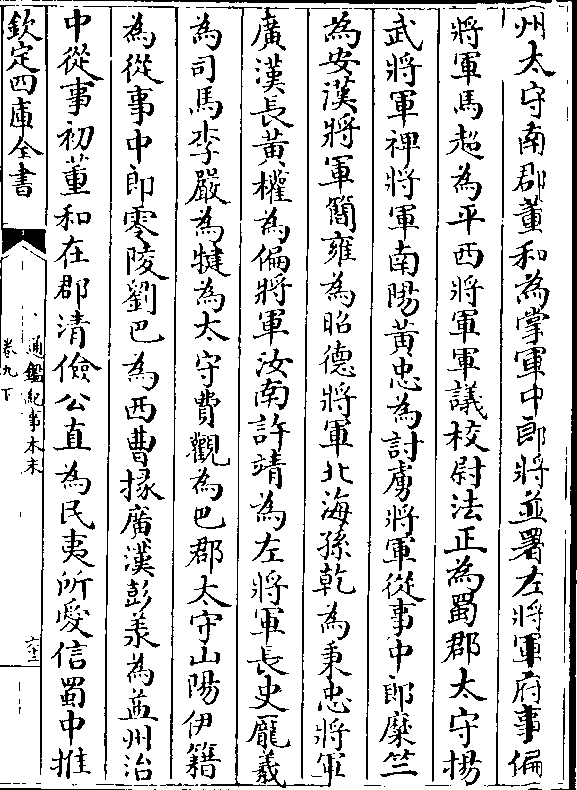 州太守南郡董和為掌軍中郎將並署左將軍府事偏
將軍馬超為平西將軍軍議校尉法正為蜀郡太守揚
武將軍裨將軍南陽黃忠為討虜將軍從事中郎糜竺
為安漢將軍簡雍為昭德將軍北海孫乾為秉忠將軍
廣漢長黃權為偏將軍汝南許靖為左將軍長史龐羲
為司馬李嚴為犍為太守費觀為巴郡太守山陽伊籍
為從事中郎零陵劉巴為西曹掾廣漢彭羕為益州治
中從事初董和在郡清儉公直為民夷所愛信蜀中推
欽定四庫全書
通鑑紀事本末
卷九下
六十二